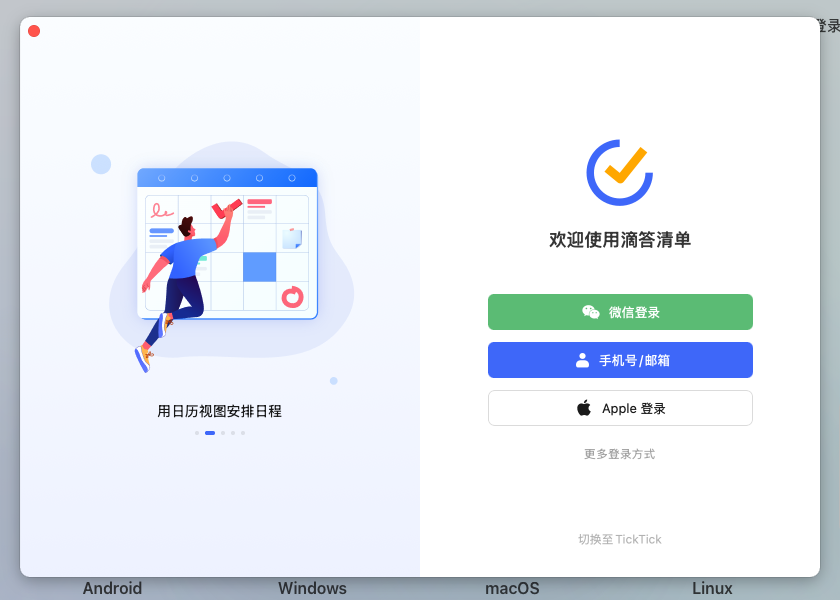 登录
欢迎使用滴答清单
微信登录
手机号/邮箱
Apple 登录
更多登录方式
切换至 TickTick
用日历视图安排日程
Android
Windows
macOS
Linux